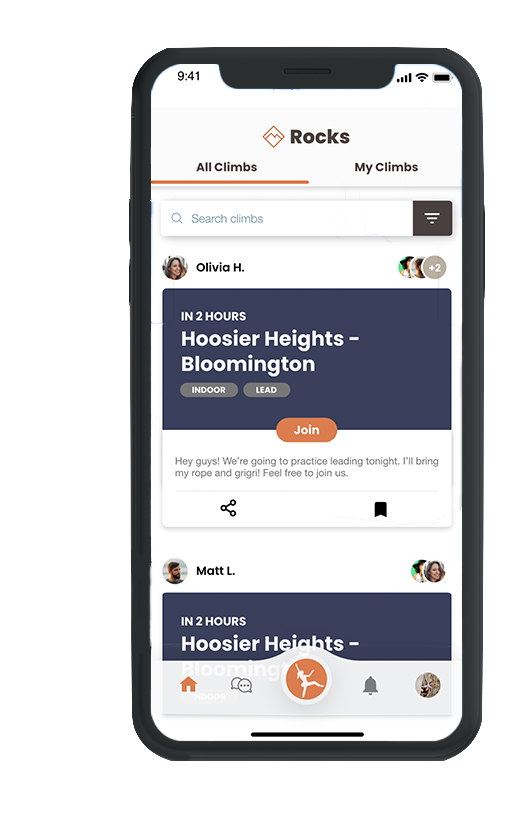 9:41
Rocks
All Climbs
My Climbs
Search climbs
Olivia H.
+2
IN 2 HOURS
Hoosier Heights -
Bloomington
INDOOR
LEAD
Join
Hey guys! We're going to practice leading tonight. I'll bring
my rope and grigri! Feel free to join us.
Matt L.
IN 2 HOURS
Hoosier Heights -
Bloomington
INDOOR